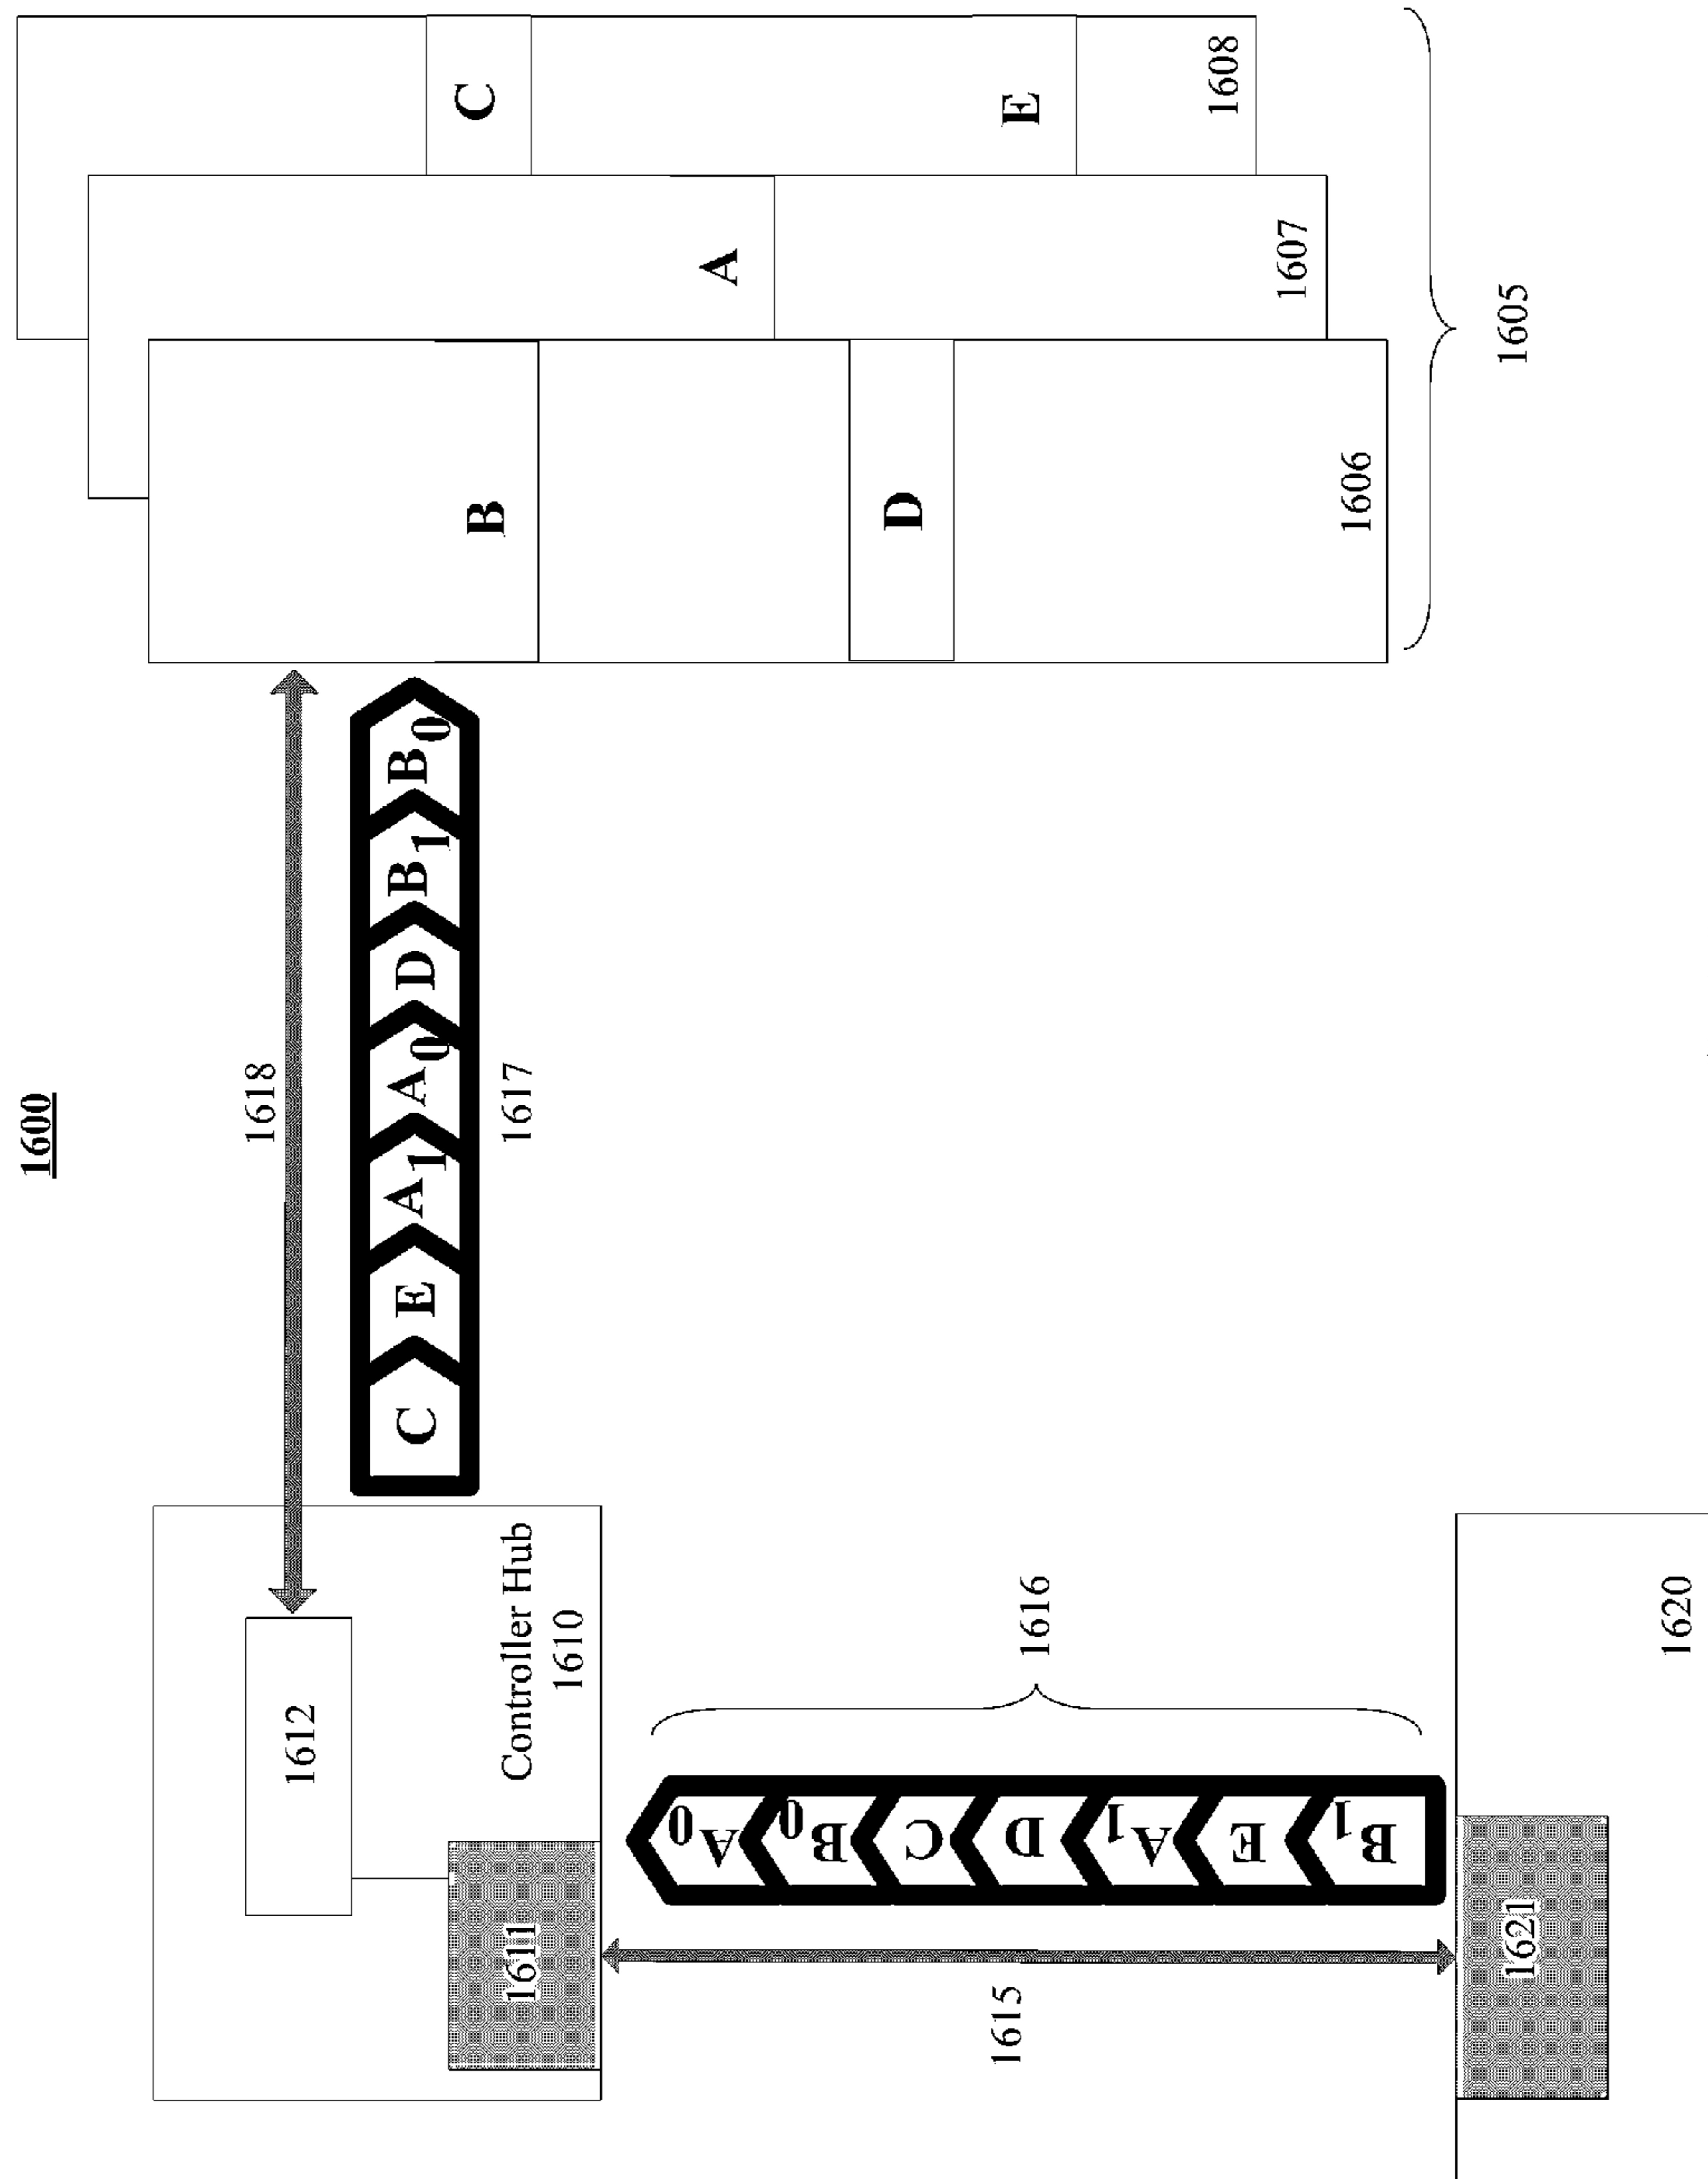 1600
1618
B₀
B₁
D
A₀
A₁
E
C
1617
C
E
1608
A
1607
B
D
1606
1605
1612
Controller Hub
1610
1611
1616
A₀
B₀
C
D
A₁
E
B₁
1615
1621
1620